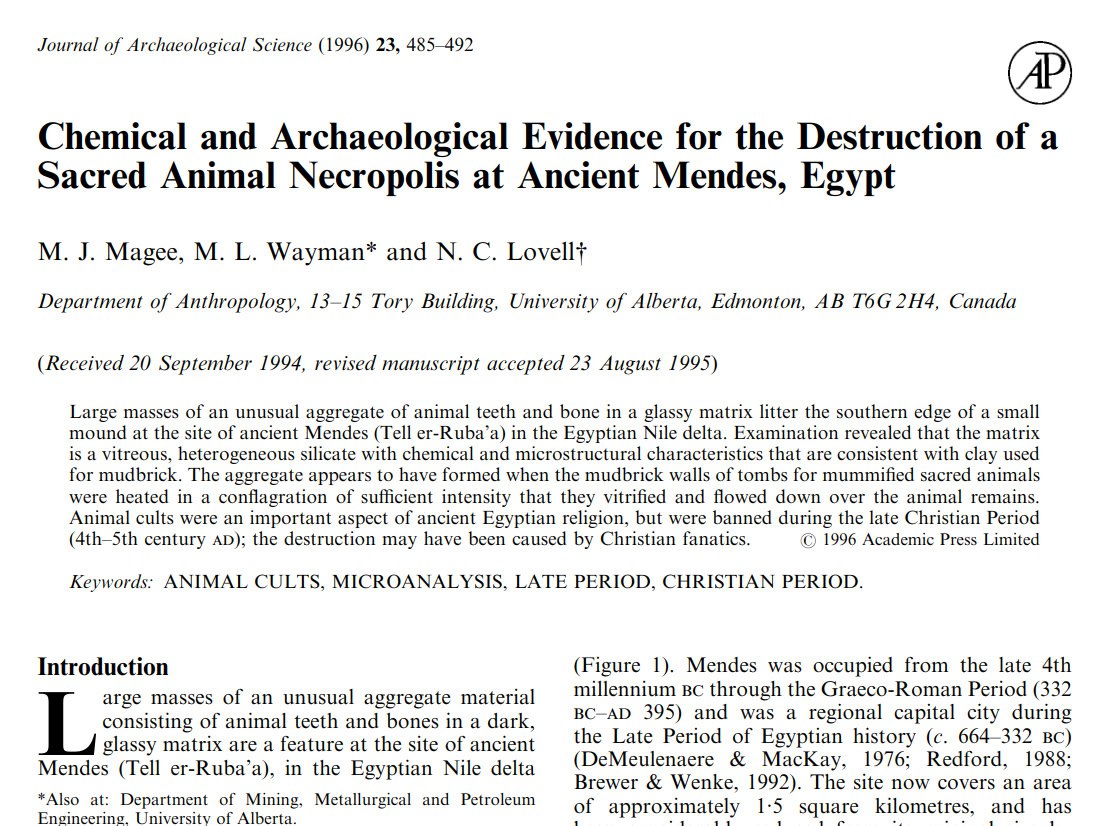 Journal of Archaeological Science (1996) 23, 485–492
AP
Chemical and Archaeological Evidence for the Destruction of a
Sacred Animal Necropolis at Ancient Mendes, Egypt
M. J. Magee, M. L. Wayman* and N. C. Lovell†
Department of Anthropology, 13–15 Tory Building, University of Alberta, Edmonton, AB T6G 2H4, Canada
(Received 20 September 1994, revised manuscript accepted 23 August 1995)
Large masses of an unusual aggregate of animal teeth and bone in a glassy matrix litter the southern edge of a small
mound at the site of ancient Mendes (Tell er-Ruba'a) in the Egyptian Nile delta. Examination revealed that the matrix
is a vitreous, heterogeneous silicate with chemical and microstructural characteristics that are consistent with clay used
for mudbrick. The aggregate appears to have formed when the mudbrick walls of tombs for mummified sacred animals
were heated in a conflagration of sufficient intensity that they vitrified and flowed down over the animal remains.
Animal cults were an important aspect of ancient Egyptian religion, but were banned during the late Christian Period
(4th–5th century AD); the destruction may have been caused by Christian fanatics. © 1996 Academic Press Limited
Keywords: ANIMAL CULTS, MICROANALYSIS, LATE PERIOD, CHRISTIAN PERIOD.
Introduction
Large masses of an unusual aggregate material
consisting of animal teeth and bones in a dark,
glassy matrix are a feature at the site of ancient
Mendes (Tell er-Ruba'a), in the Egyptian Nile delta
*Also at: Department of Mining, Metallurgical and Petroleum
Engineering, University of Alberta.
(Figure 1). Mendes was occupied from the late 4th
millennium BC through the Graeco-Roman Period (332
BC–AD 395) and was a regional capital city during
the Late Period of Egyptian history (c. 664–332 BC)
(DeMeulenaere & MacKay, 1976; Redford, 1988;
Brewer & Wenke, 1992). The site now covers an area
of approximately 1·5 square kilometres, and has